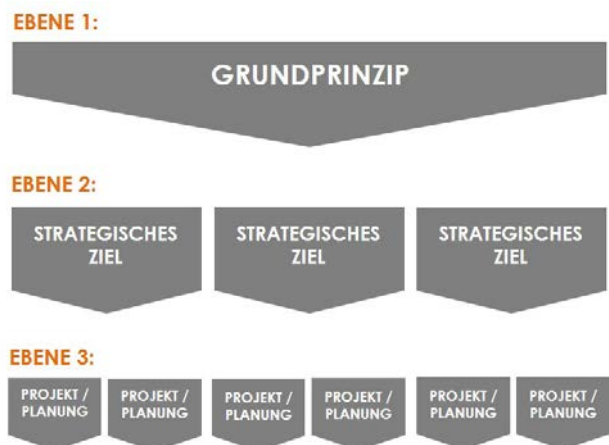 EBENE 1:
GRUNDPRINZIP
EBENE 2:
STRATEGISCHES
ZIEL
STRATEGISCHES
ZIEL
STRATEGISCHES
ZIEL
EBENE 3:
PROJEKT /
PLANUNG
PROJEKT /
PLANUNG
PROJEKT /
PLANUNG
PROJEKT /
PLANUNG
PROJEKT /
PLANUNG
PROJEKT /
PLANUNG